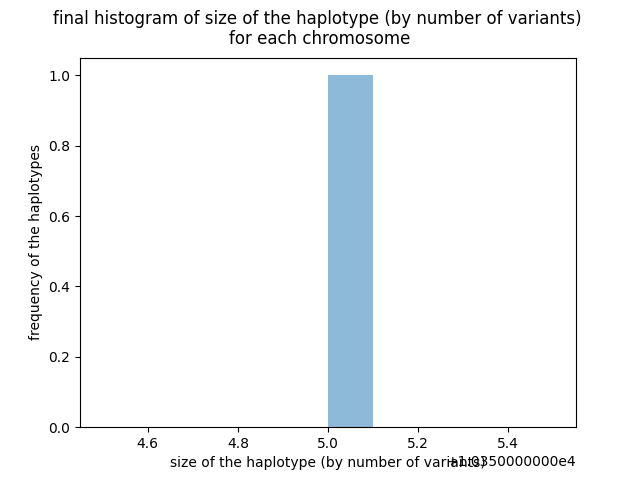 final histogram of size of the haplotype (by number of variants)
for each chromosome
frequency of the haplotypes
1.0
0.8
0.6
0.4
0.2
0.0
4.6 4.8 5.0 5.2 5.4
size of the haplotype (by number of variants)
+1.0350000000e4